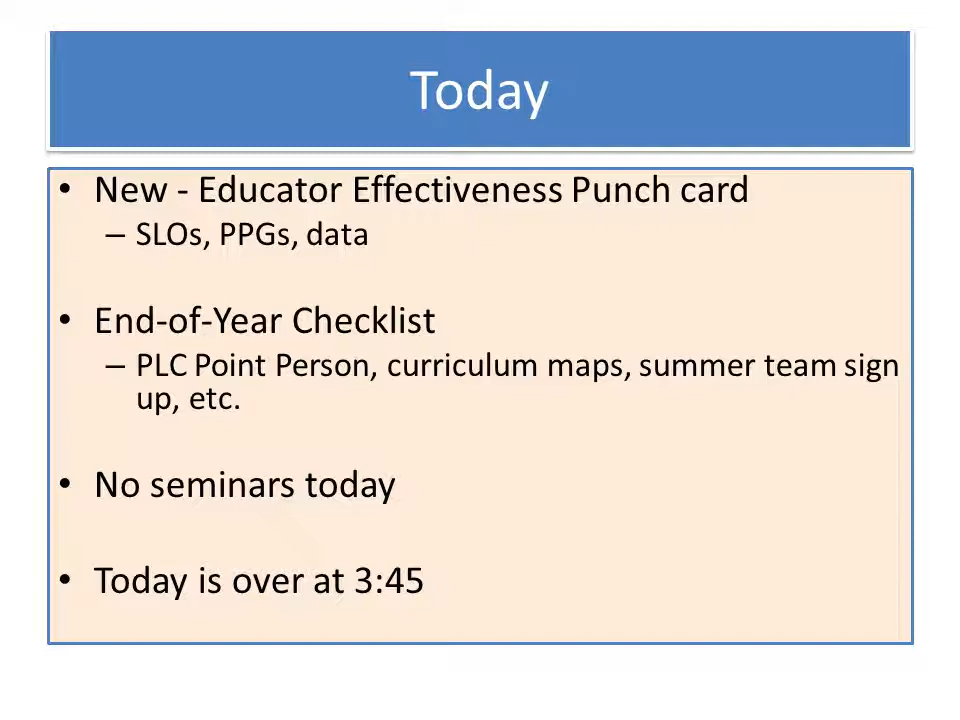 Today
• New - Educator Effectiveness Punch card
– SLOs, PPGs, data
• End-of-Year Checklist
– PLC Point Person, curriculum maps, summer team sign
up, etc.
• No seminars today
• Today is over at 3:45